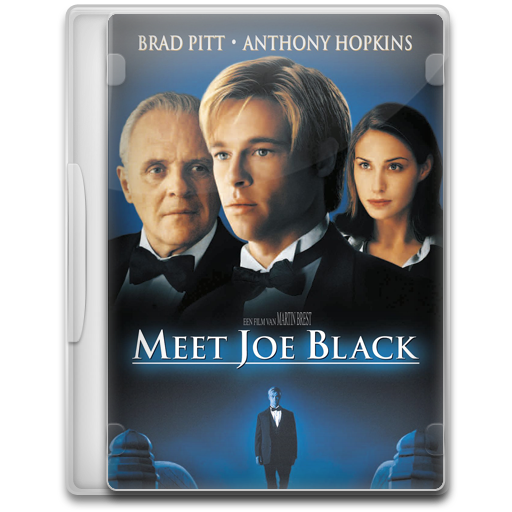 BRAD PITT · ANTHONY HOPKINS
EEN FILM VAN MARTIN BREST
MEET JOE BLACK